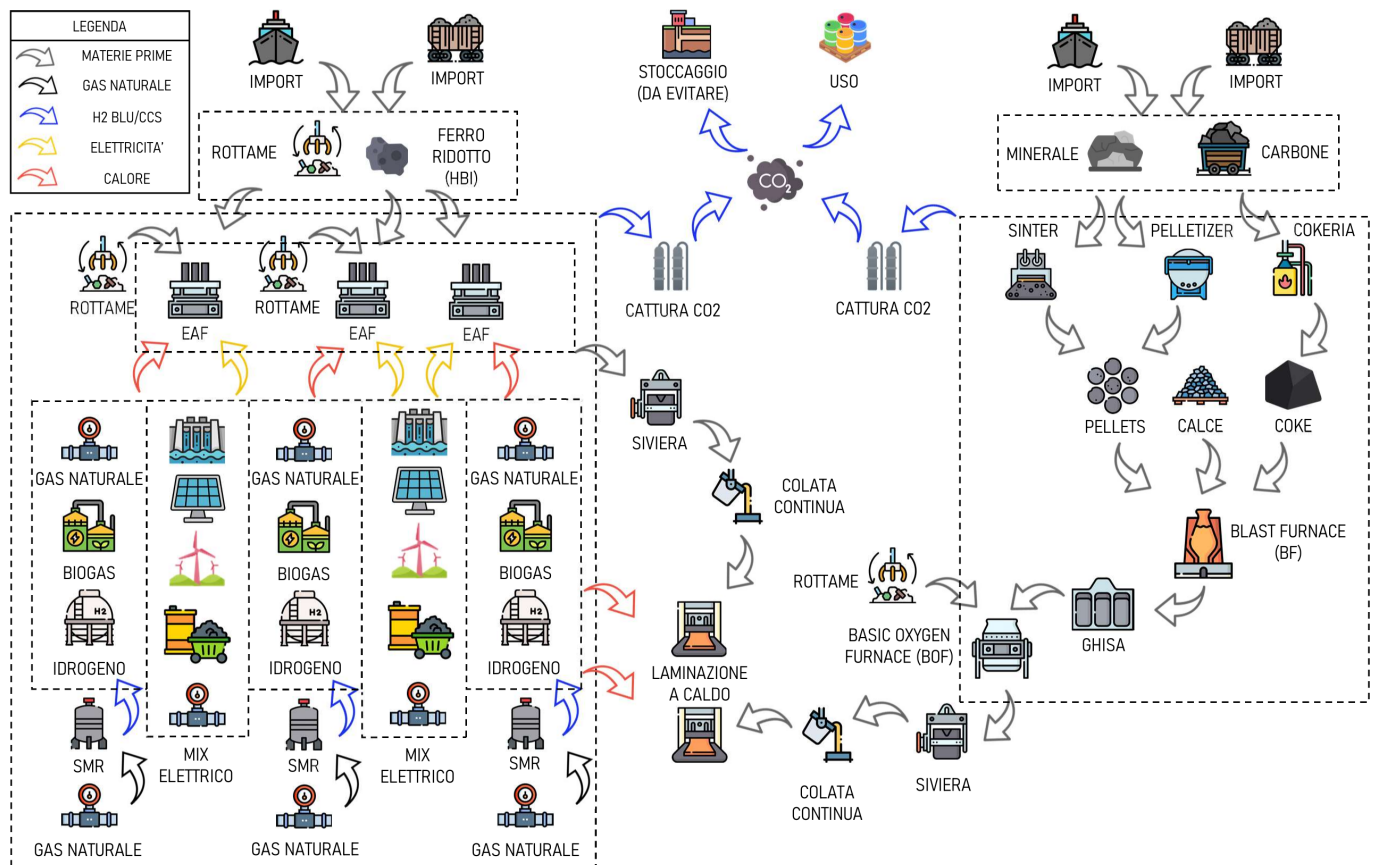 LEGENDA
MATERIE PRIME
GAS NATURALE
H2 BLU/CCS
ELETTRICITA'
CALORE
IMPORT
IMPORT
STOCCAGGIO
(DA EVITARE)
USO
IMPORT
IMPORT
ROTTAME
FERRO
RIDOTTO
(HBI)
CO2
MINERALE
CARBONE
ROTTAME
ROTTAME
EAF
EAF
EAF
CATTURA CO2
CATTURA CO2
SINTER
PELLETIZER
COKERIA
PELLETS
CALCE
COKE
SIVIERA
COLATA
CONTINUA
BLAST FURNACE
(BF)
ROTTAME
BASIC OXYGEN
FURNACE (BOF)
GHISA
LAMINAZIONE
A CALDO
COLATA
CONTINUA
SIVIERA
GAS NATURALE
GAS NATURALE
GAS NATURALE
BIOGAS
BIOGAS
BIOGAS
H2
H2
H2
IDROGENO
IDROGENO
IDROGENO
SMR
MIX
ELETTRICO
SMR
MIX
ELETTRICO
SMR
GAS NATURALE
GAS NATURALE
GAS NATURALE